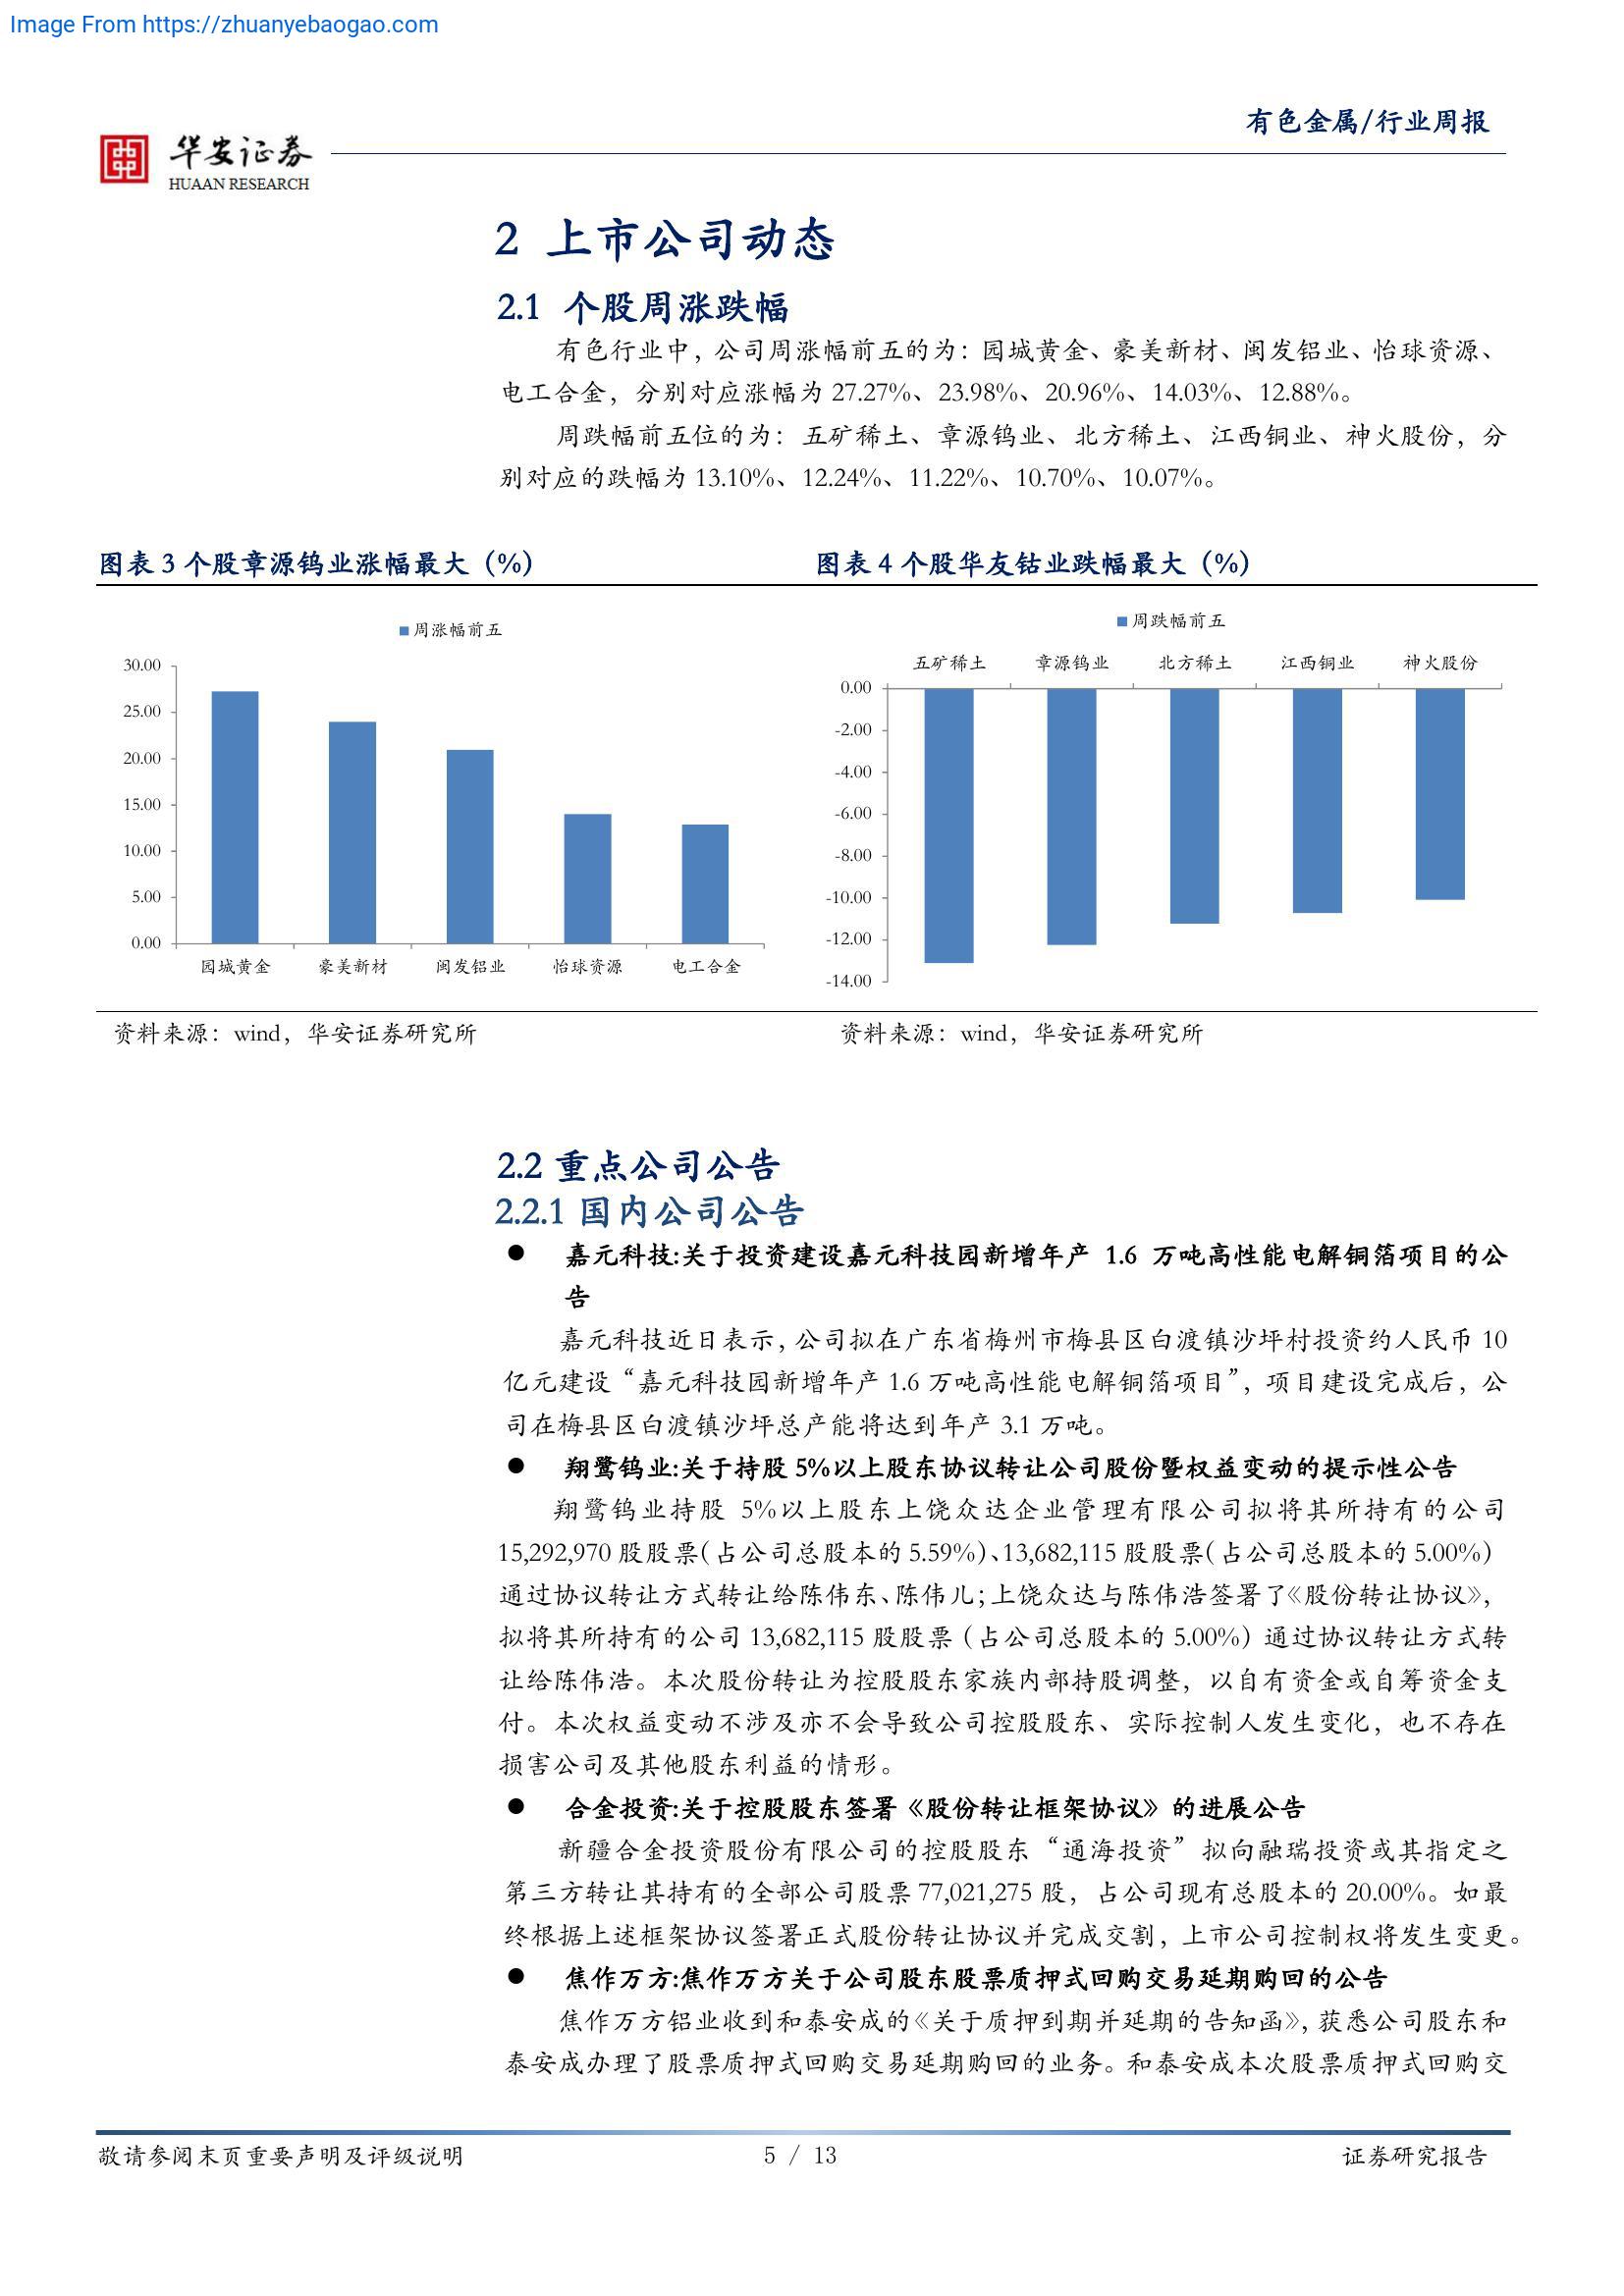 Image From https://zhuanyebaogao.com
有色金属/行业周报
华安证券
HUAAN RESEARCH
2 上市公司动态
2.1 个股周涨跌幅
有色行业中，公司周涨幅前五的为：园城黄金、豪美新材、闽发铝业、怡球资源、
电工合金，分别对应涨幅为 27.27%、23.98%、20.96%、14.03%、12.88%。
周跌幅前五位的为：五矿稀土、章源钨业、北方稀土、江西铜业、神火股份，分
别对应的跌幅为 13.10%、12.24%、11.22%、10.70%、10.07%。
图表 3 个股章源钨业涨幅最大（%）
周涨幅前五
30.00
25.00
20.00
15.00
10.00
5.00
0.00
园城黄金 豪美新材 闽发铝业 怡球资源 电工合金
资料来源：wind，华安证券研究所
图表 4 个股华友钴业跌幅最大（%）
周跌幅前五
五矿稀土 章源钨业 北方稀土 江西铜业 神火股份
0.00
-2.00
-4.00
-6.00
-8.00
-10.00
-12.00
-14.00
资料来源：wind，华安证券研究所
2.2 重点公司公告
2.2.1 国内公司公告
● 嘉元科技:关于投资建设嘉元科技园新增年产 1.6 万吨高性能电解铜箔项目的公
告
嘉元科技近日表示，公司拟在广东省梅州市梅县区白渡镇沙坪村投资约人民币 10
亿元建设“嘉元科技园新增年产 1.6 万吨高性能电解铜箔项目”，项目建设完成后，公
司在梅县区白渡镇沙坪总产能将达到年产 3.1 万吨。
● 翔鹭钨业:关于持股 5%以上股东协议转让公司股份暨权益变动的提示性公告
翔鹭钨业持股 5%以上股东上饶众达企业管理有限公司拟将其所持有的公司
15,292,970 股股票（占公司总股本的 5.59%）、13,682,115 股股票（占公司总股本的 5.00%）
通过协议转让方式转让给陈伟东、陈伟儿；上饶众达与陈伟浩签署了《股份转让协议》，
拟将其所持有的公司 13,682,115 股股票（占公司总股本的 5.00%）通过协议转让方式转
让给陈伟浩。本次股份转让为控股股东家族内部持股调整，以自有资金或自筹资金支
付。本次权益变动不涉及亦不会导致公司控股股东、实际控制人发生变化，也不存在
损害公司及其他股东利益的情形。
● 合金投资:关于控股股东签署《股份转让框架协议》的进展公告
新疆合金投资股份有限公司的控股股东“通海投资”拟向融瑞投资或其指定之
第三方转让其持有的全部公司股票 77,021,275 股，占公司现有总股本的 20.00%。如最
终根据上述框架协议签署正式股份转让协议并完成交割，上市公司控制权将发生变更。
● 焦作万方:焦作万方关于公司股东股票质押式回购交易延期购回的公告
焦作万方铝业收到和泰安成的《关于质押到期并延期的告知函》，获悉公司股东和
泰安成办理了股票质押式回购交易延期购回的业务。和泰安成本次股票质押式回购交
敬请参阅末页重要声明及评级说明
5 / 13
证券研究报告